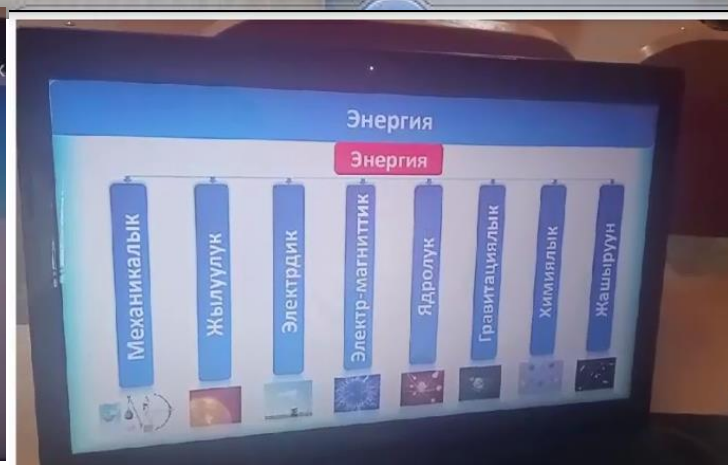 Энергия
Энергия
Механикалык
Жылуулук
Электрдик
Электр-магниттик
Ядролук
Гравитациялык
Химиялык
Жашыруун